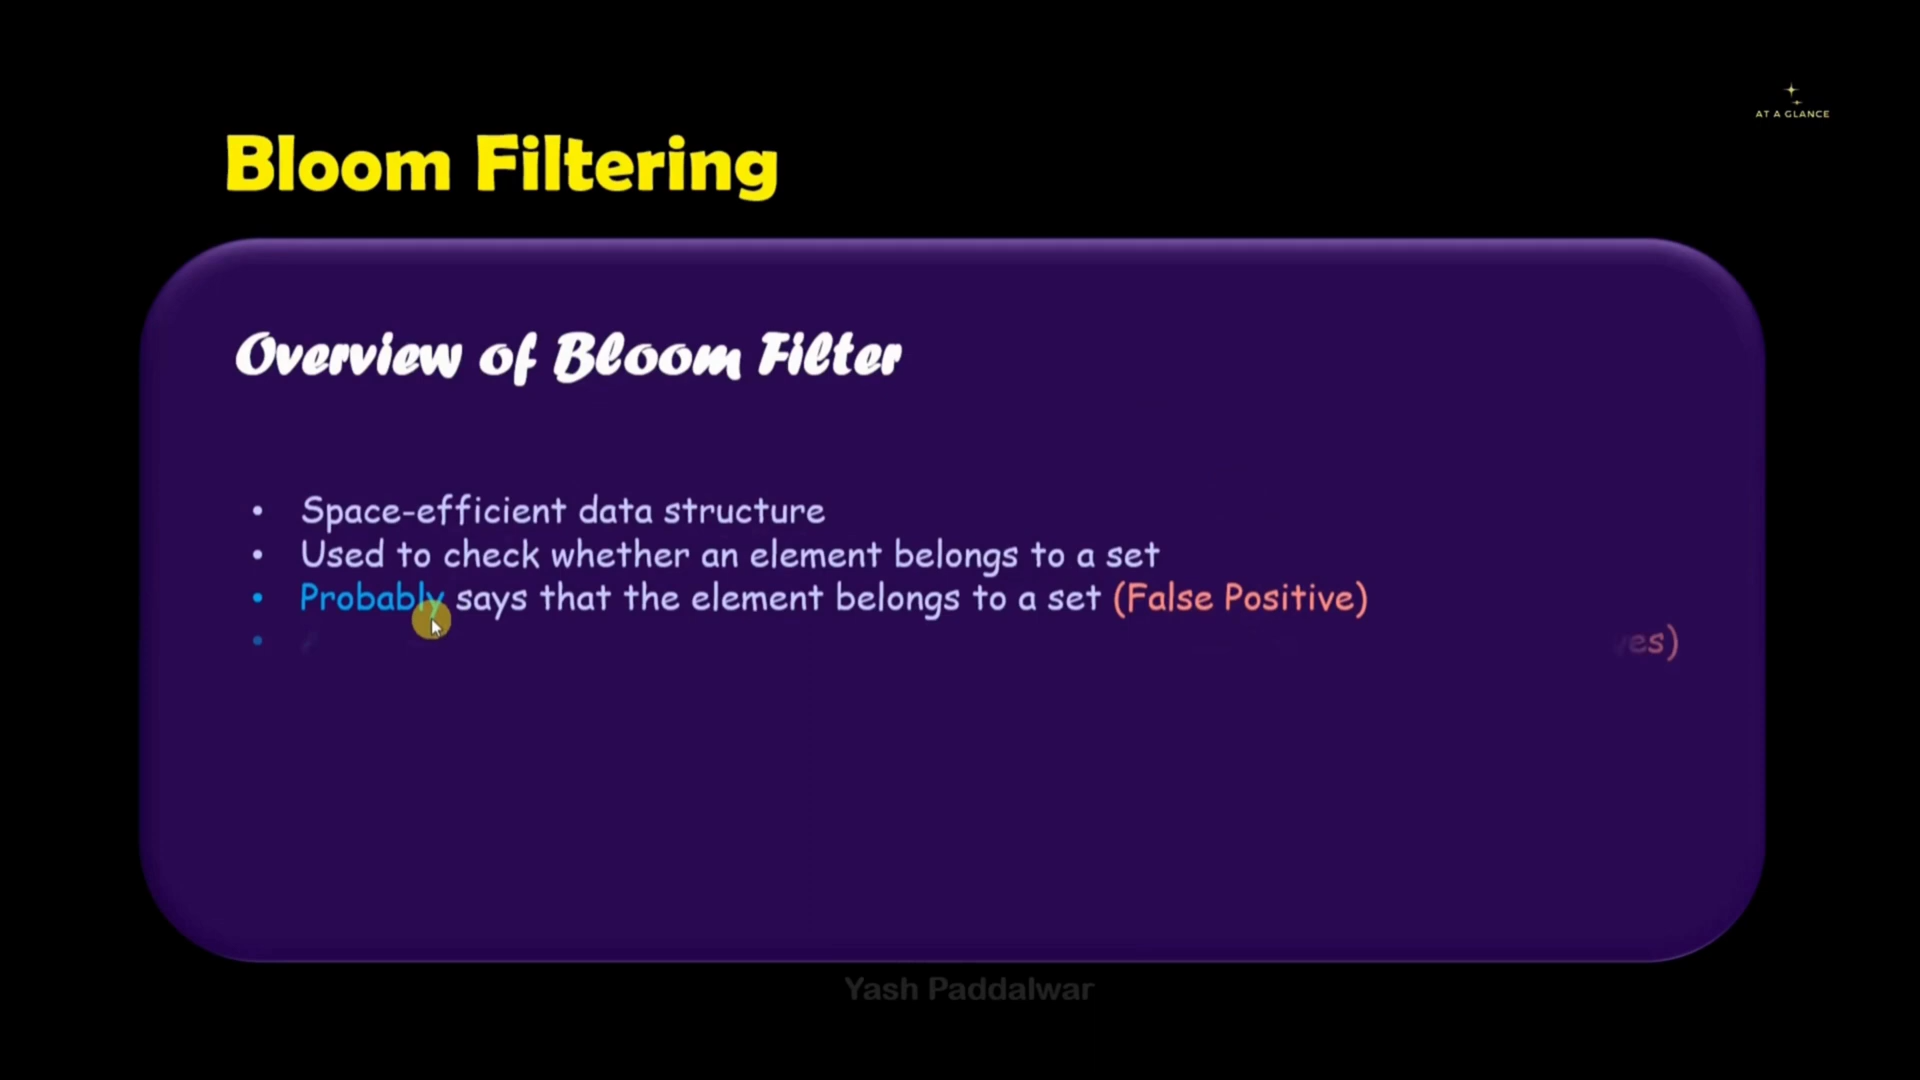 AT A GLANCE
Bloom Filtering
Overview of Bloom Filter
• Space-efficient data structure
• Used to check whether an element belongs to a set
• Probably says that the element belongs to a set (False Positive)
• es)
Yash Paddalwar